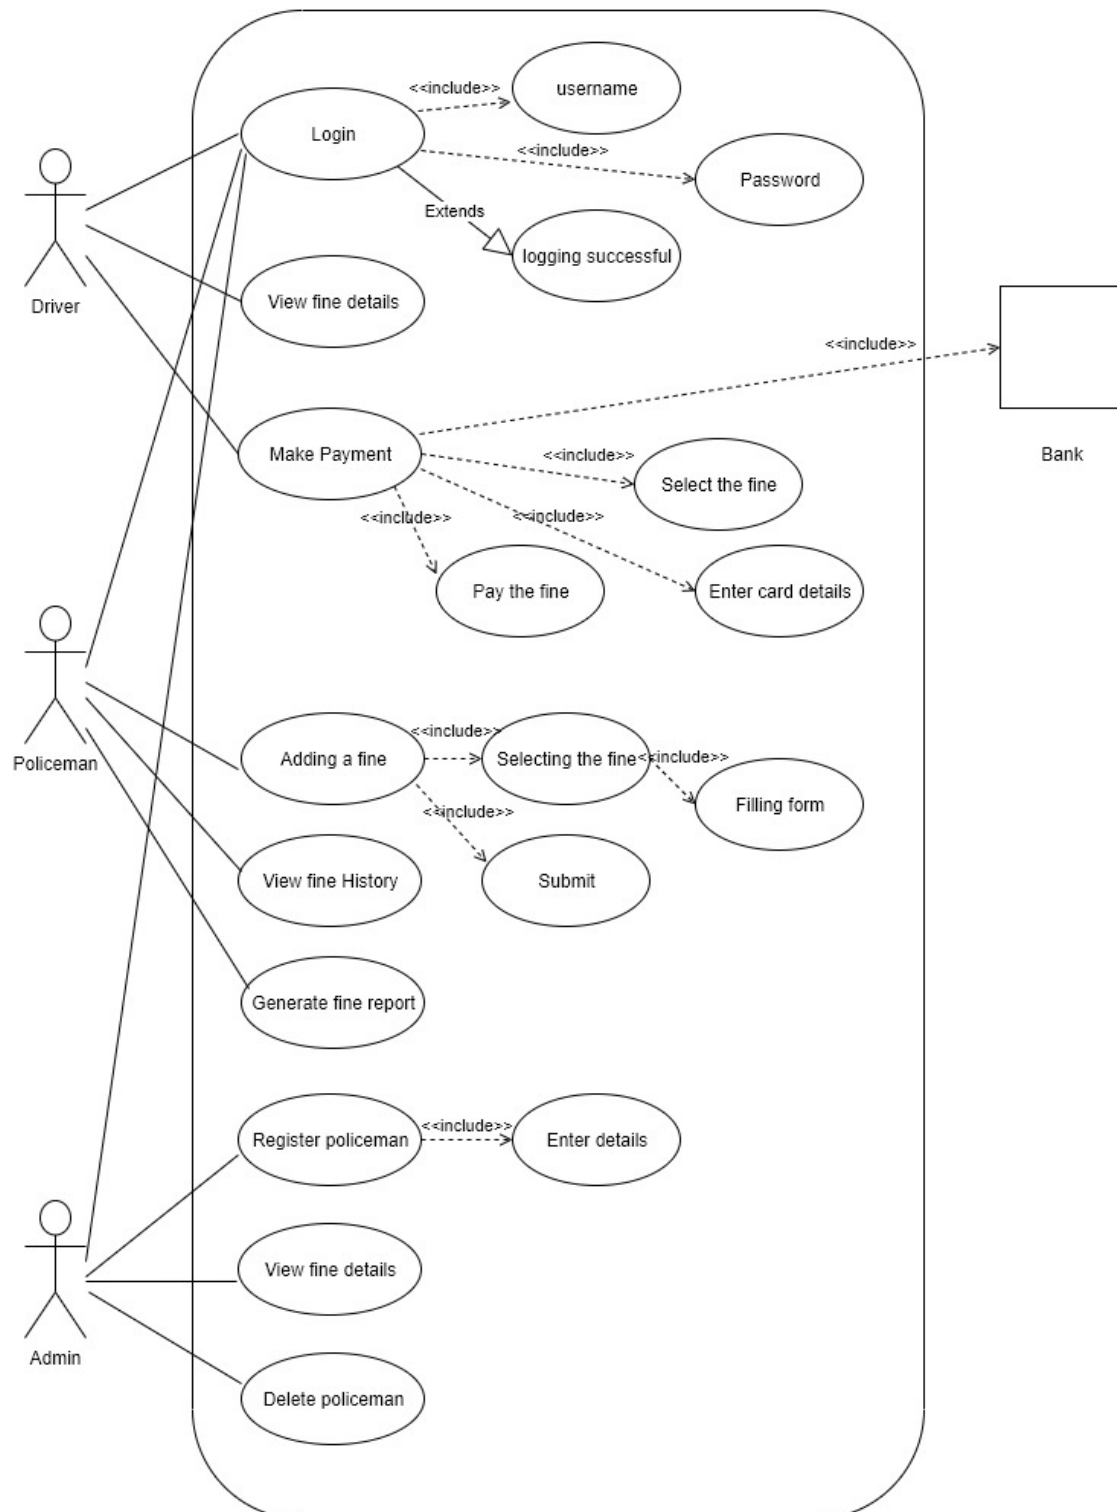 <<include>>
username
Login
<<include>>
Password
Extends
logging successful
View fine details
Driver
<<include>>
Make Payment
<<include>>
Select the fine
Bank
<<include>>
<<include>>
Pay the fine
Enter card details
Policeman
<<include>>
Adding a fine
Selecting the fine
<<include>>
Filling form
<<include>>
View fine History
Submit
Generate fine report
<<include>>
Register policeman
Enter details
View fine details
Admin
Delete policeman